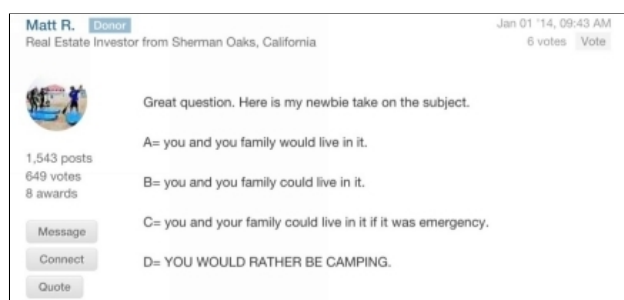 Matt R. Donor Jan 01 '14, 09:43 AM
Real Estate Investor from Sherman Oaks, California 6 votes Vote
Great question. Here is my newbie take on the subject.
A= you and you family would live in it.
1,543 posts
B= you and you family could live in it.
649 votes
8 awards
C= you and your family could live in it if it was emergency.
Message
Connect
D= YOU WOULD RATHER BE CAMPING.
Quote